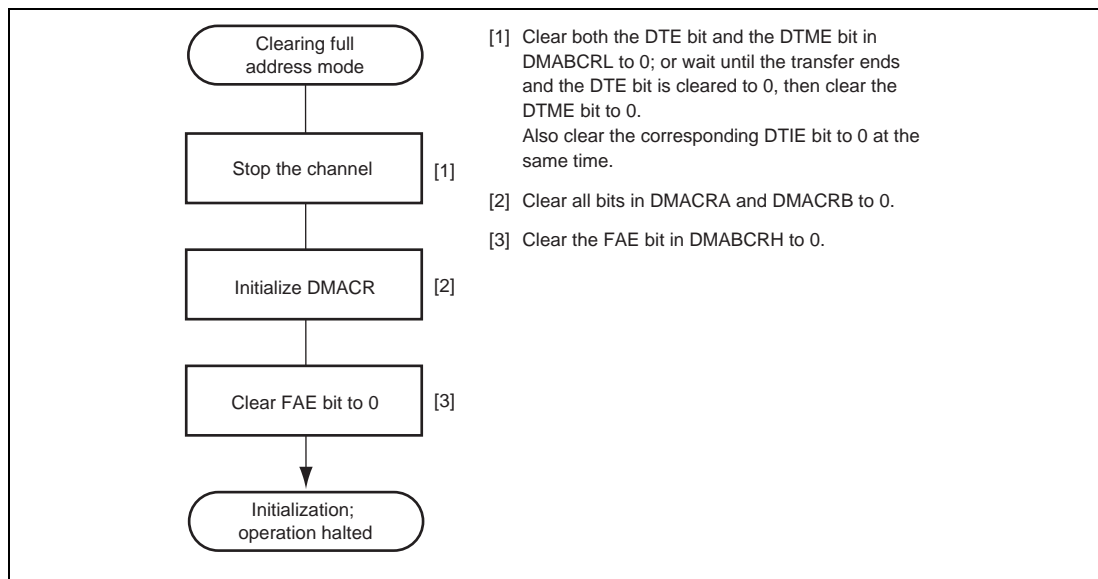 Clearing full
address mode
Stop the channel
[1]
Initialize DMACR
[2]
Clear FAE bit to 0
[3]
Initialization;
operation halted
[1] Clear both the DTE bit and the DTME bit in
DMABCRL to 0; or wait until the transfer ends
and the DTE bit is cleared to 0, then clear the
DTME bit to 0.
Also clear the corresponding DTIE bit to 0 at the
same time.
[2] Clear all bits in DMACRA and DMACRB to 0.
[3] Clear the FAE bit in DMABCRH to 0.